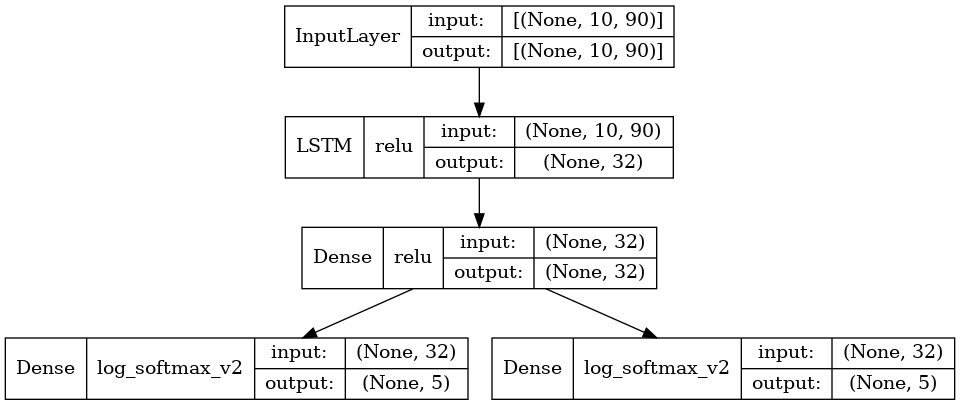 InputLayer input: [(None, 10, 90)]
output: [(None, 10, 90)]
LSTM relu input: (None, 10, 90)
output: (None, 32)
Dense relu input: (None, 32)
output: (None, 32)
Dense log_softmax_v2 input: (None, 32)
output: (None, 5)
Dense log_softmax_v2 input: (None, 32)
output: (None, 5)